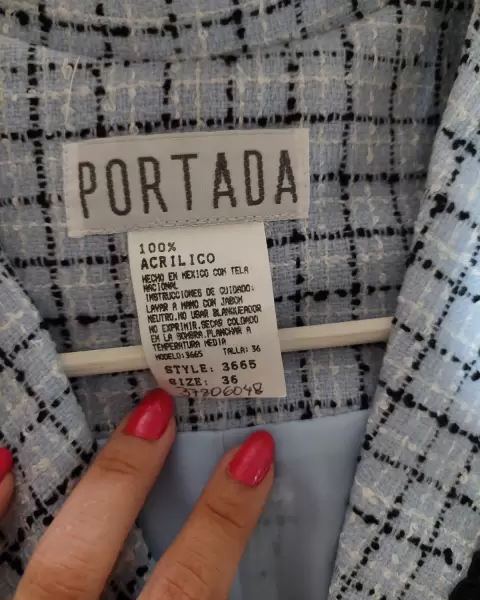 PORTADA
100%
ACRILICO
HECHO EN MEXICO CON TELA
NACIONAL
INSTRUCCIONES DE CUIDADO:
LAVAR A MANO CON JABON
NEUTRO.NO USAR BLANQUEADOR
NO EXPRIMIR.SECAR COLGADO
EN LA SOMBRA.PLANCHAR A
TEMPERATURA MEDIA
MODELO:3665 TALLA: 36
STYLE: 3665
SIZE: 36
37806048